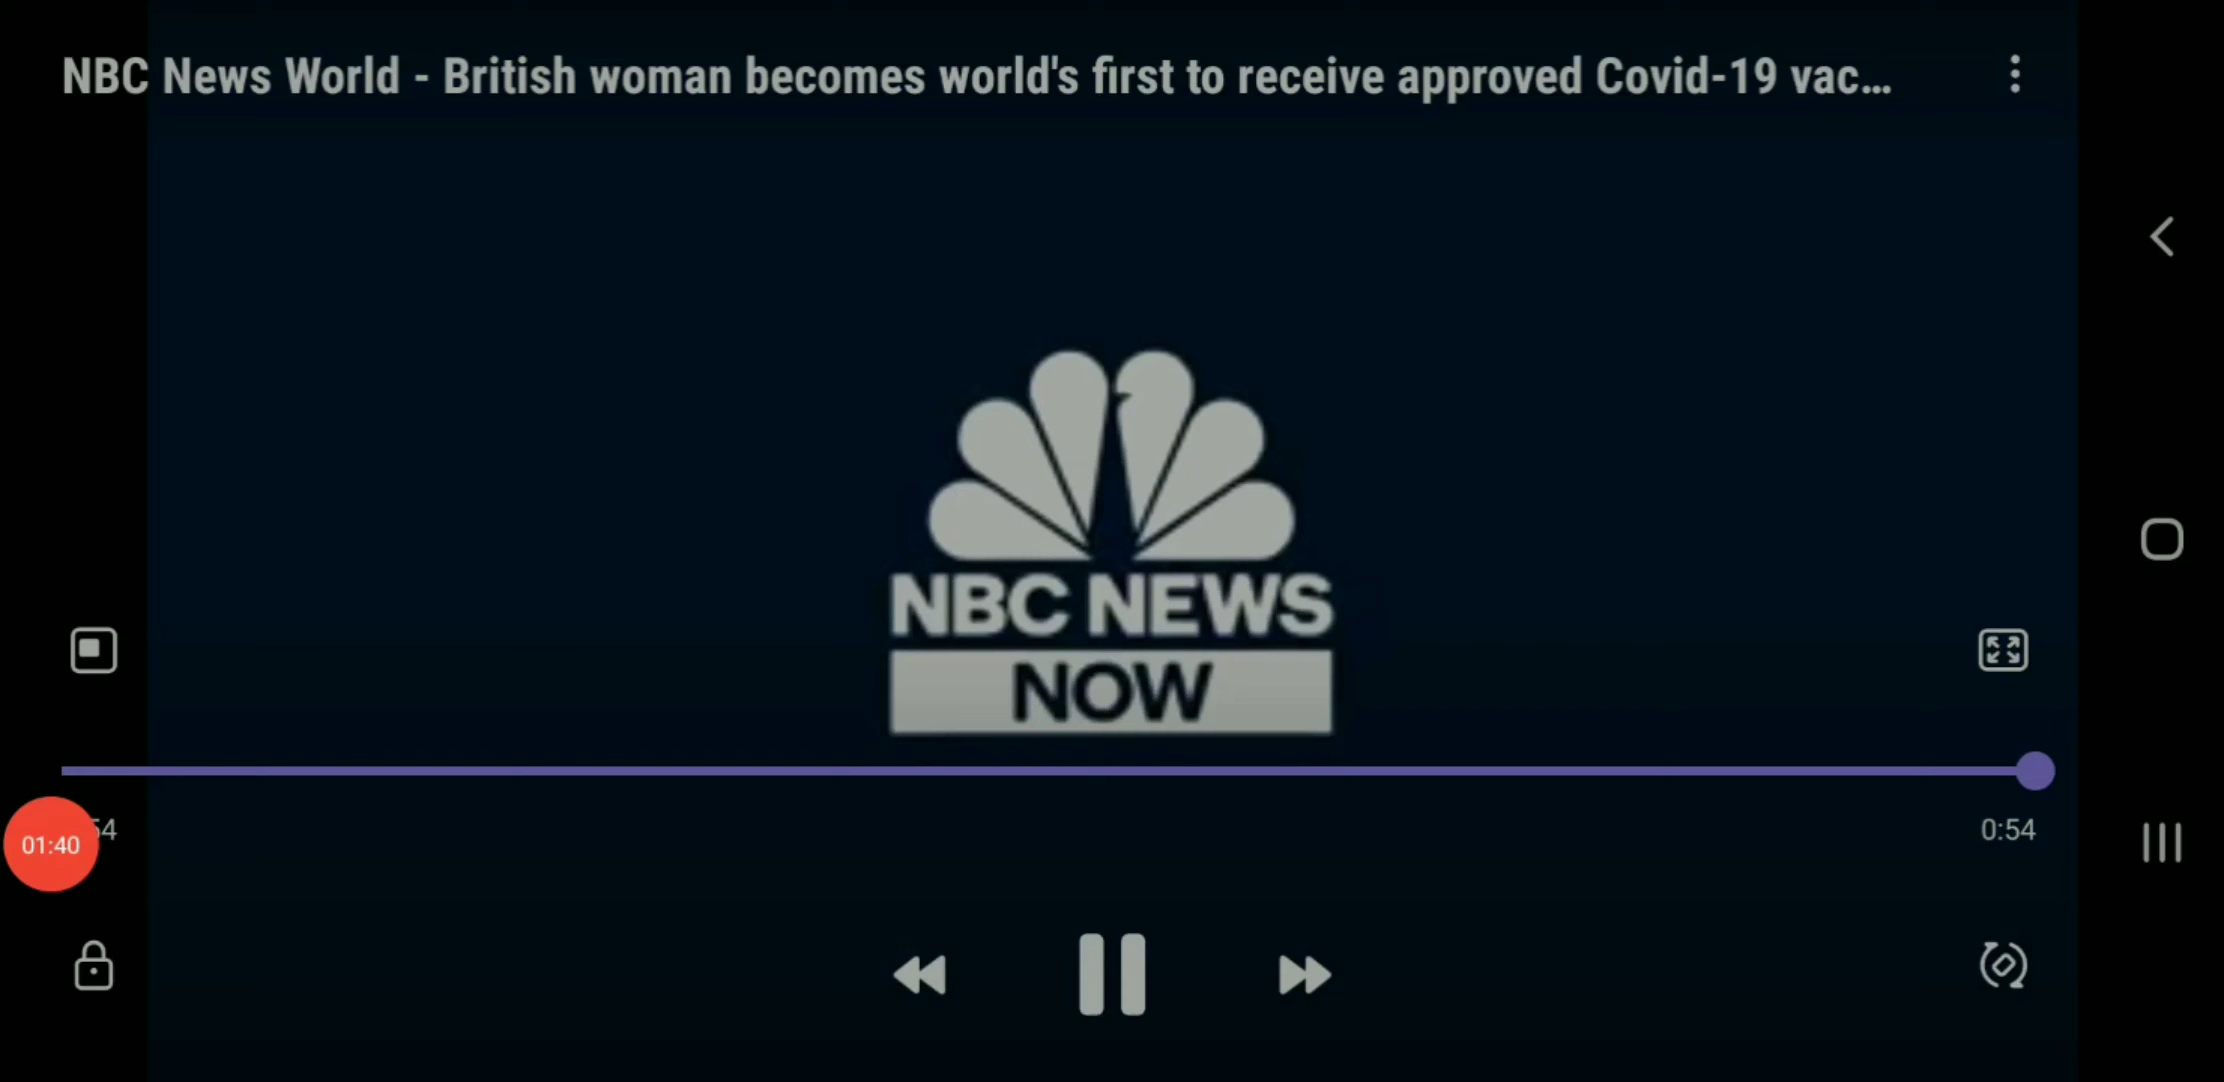 NBC News World - British woman becomes world's first to receive approved Covid-19 vac...
NBC NEWS
NOW
01:40
54
0:54